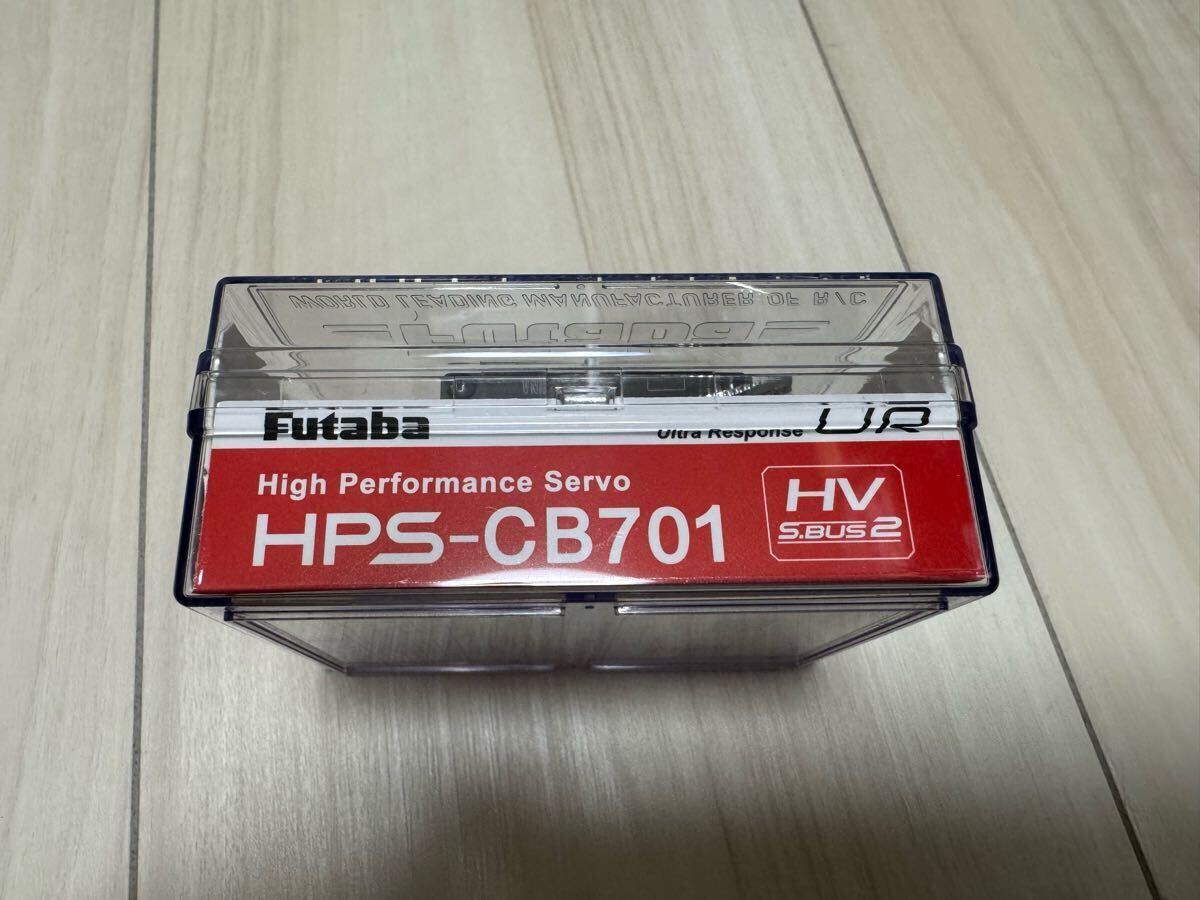 WORLD LEADING MANUFACTURER OF R/C
Futaba
Futaba
Ultra Response UR
High Performance Servo
HPS-CB701
HV
S.BUS2